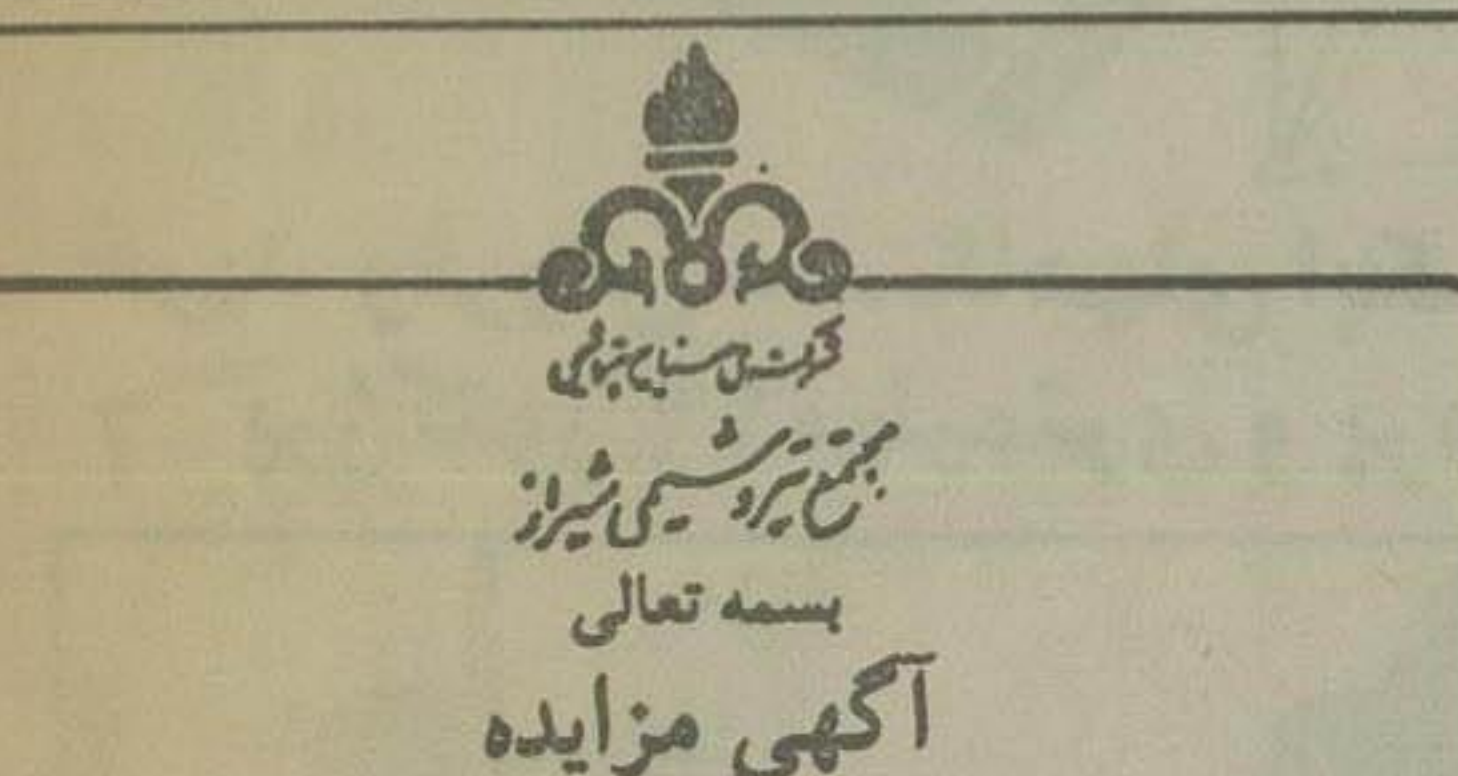 شرکت ملی صنایع پتروشیمی
مجتمع پتروشیمی شیراز
بسمه تعالی
آگهی مزایده